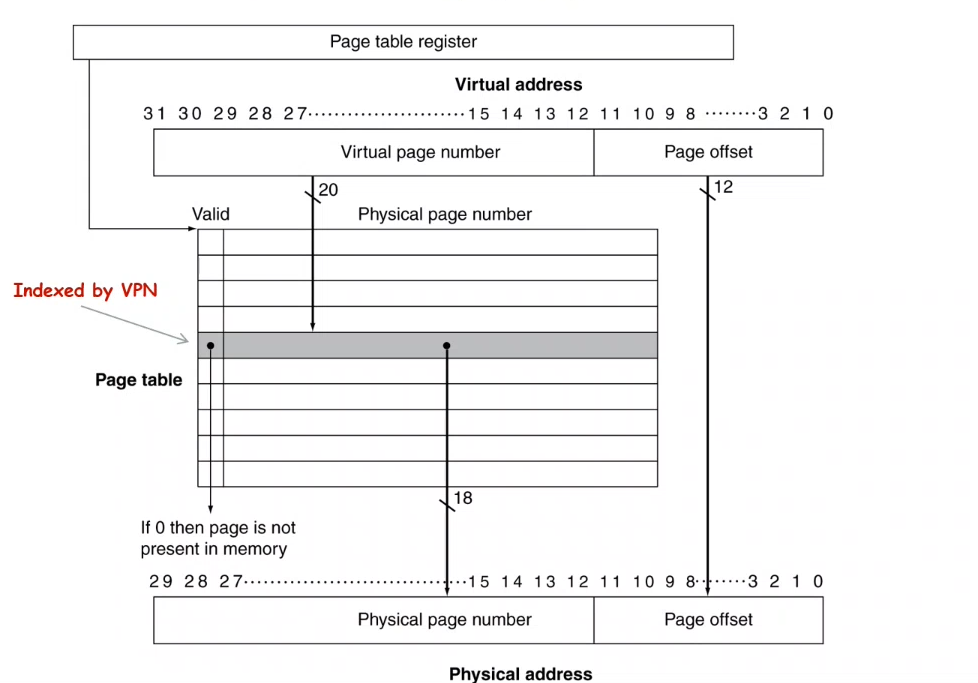 Page table register
Virtual address
31 30 29 28 27·······················15 14 13 12 11 10 9 8 ········3 2 1 0
Virtual page number Page offset
20 12
Valid Physical page number
Indexed by VPN
Page table
18
If 0 then page is not
present in memory
29 28 27·································15 14 13 12 11 10 9 8·······3 2 1 0
Physical page number Page offset
Physical address